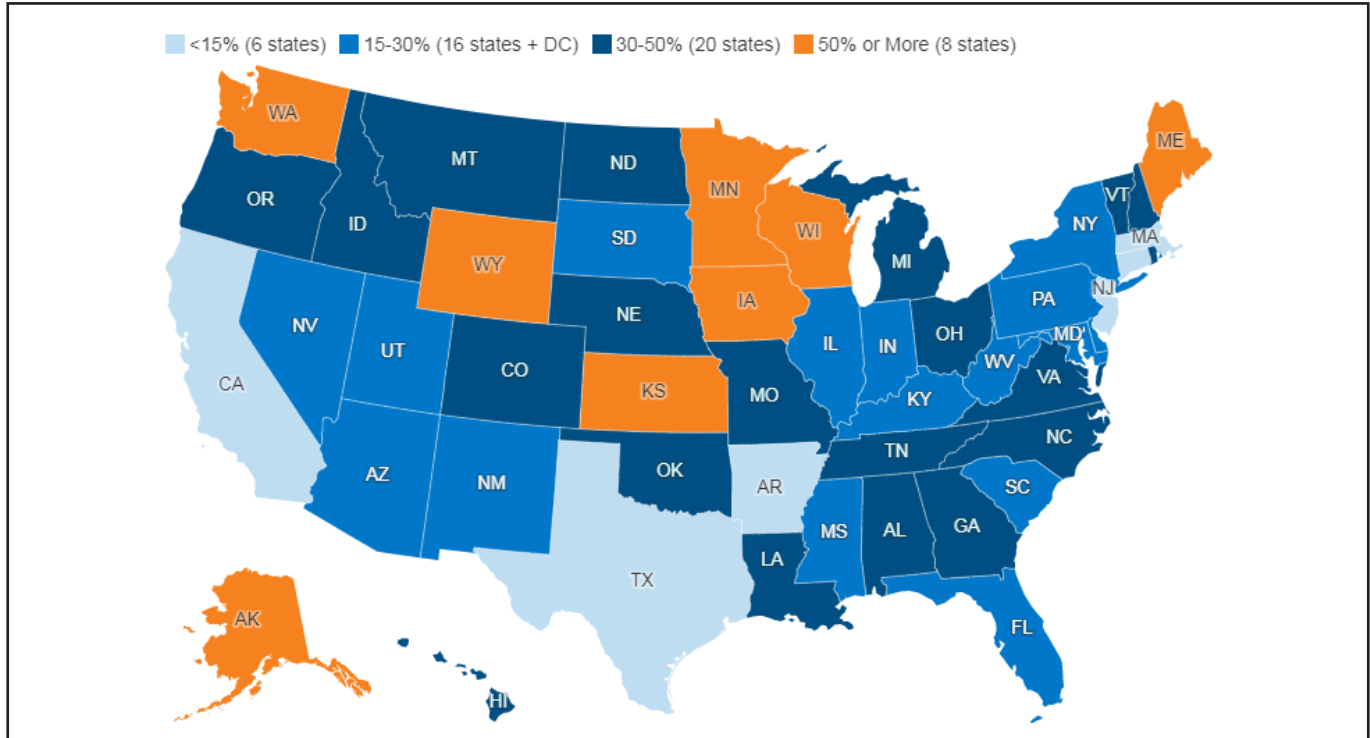 <15% (6 states) 15-30% (16 states + DC) 30-50% (20 states) 50% or More (8 states)
WA
ME
MT
ND
VT
OR
MN
ID
NY
MA
SD
WI
MI
WY
NJ
PA
IA
NE
OH
MD
NV
IL
IN
UT
WV
CO
VA
CA
KS
MO
KY
NC
TN
OK
AZ
NM
AR
SC
MS
AL
GA
LA
TX
AK
FL
HI